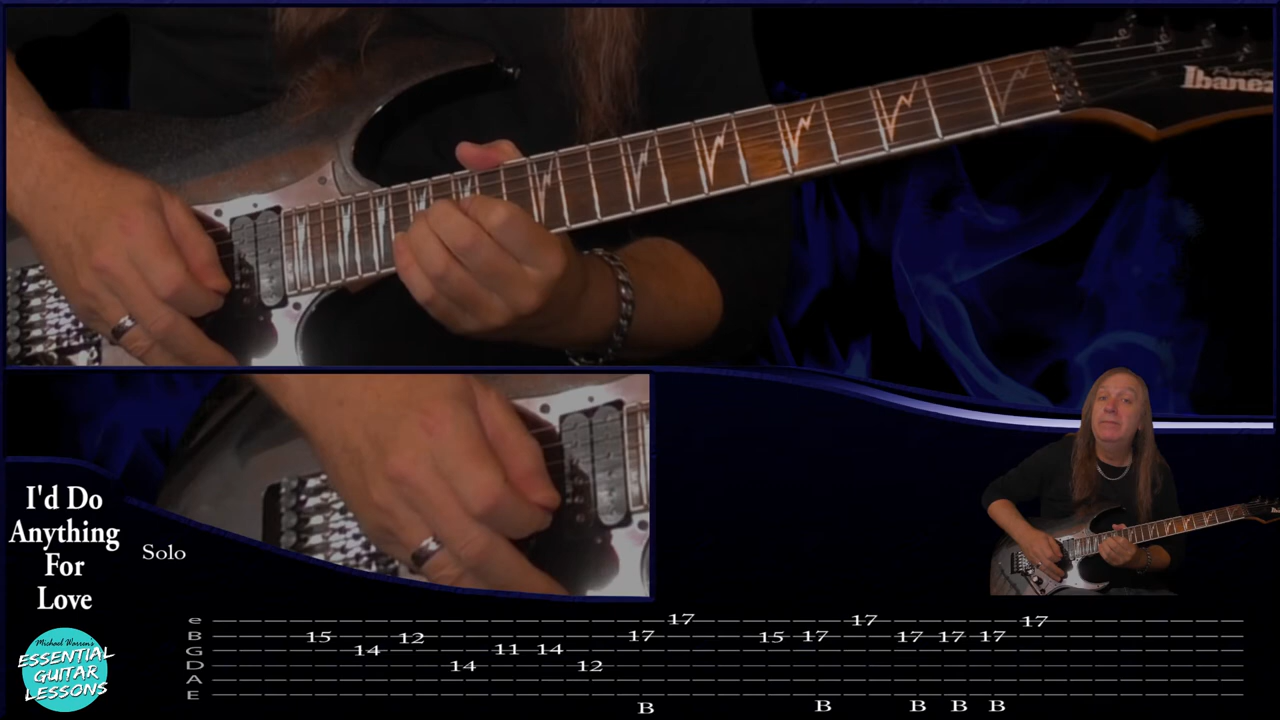 Ibanez
I'd Do
Anything
For
Love
Solo
Michael Warren's
ESSENTIAL
GUITAR
LESSONS
e 17 17 17
B 15 12 17 15 17 17 17 17
G 14 11 14
D 14 12
A
E
B B B B B